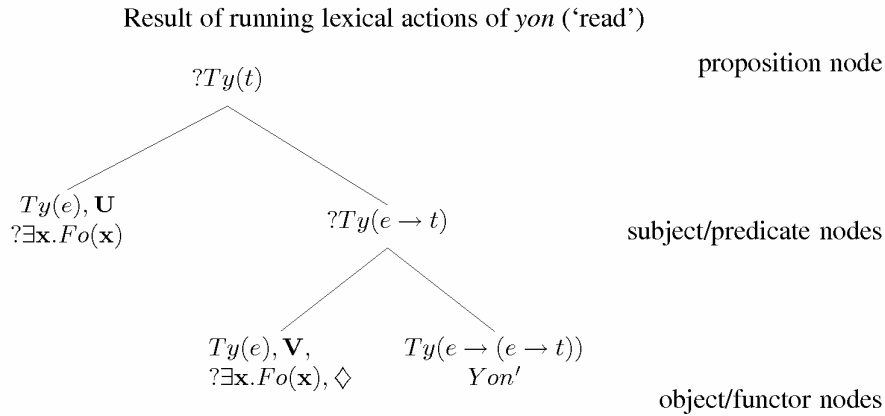 Result of running lexical actions of yon (‘read’)
proposition node
?Ty(t)
Ty(e), U
?∃x.Fo(x)
?Ty(e → t)
subject/predicate nodes
Ty(e), V,
?∃x.Fo(x), ♢
Ty(e → (e → t))
Yon′
object/functor nodes